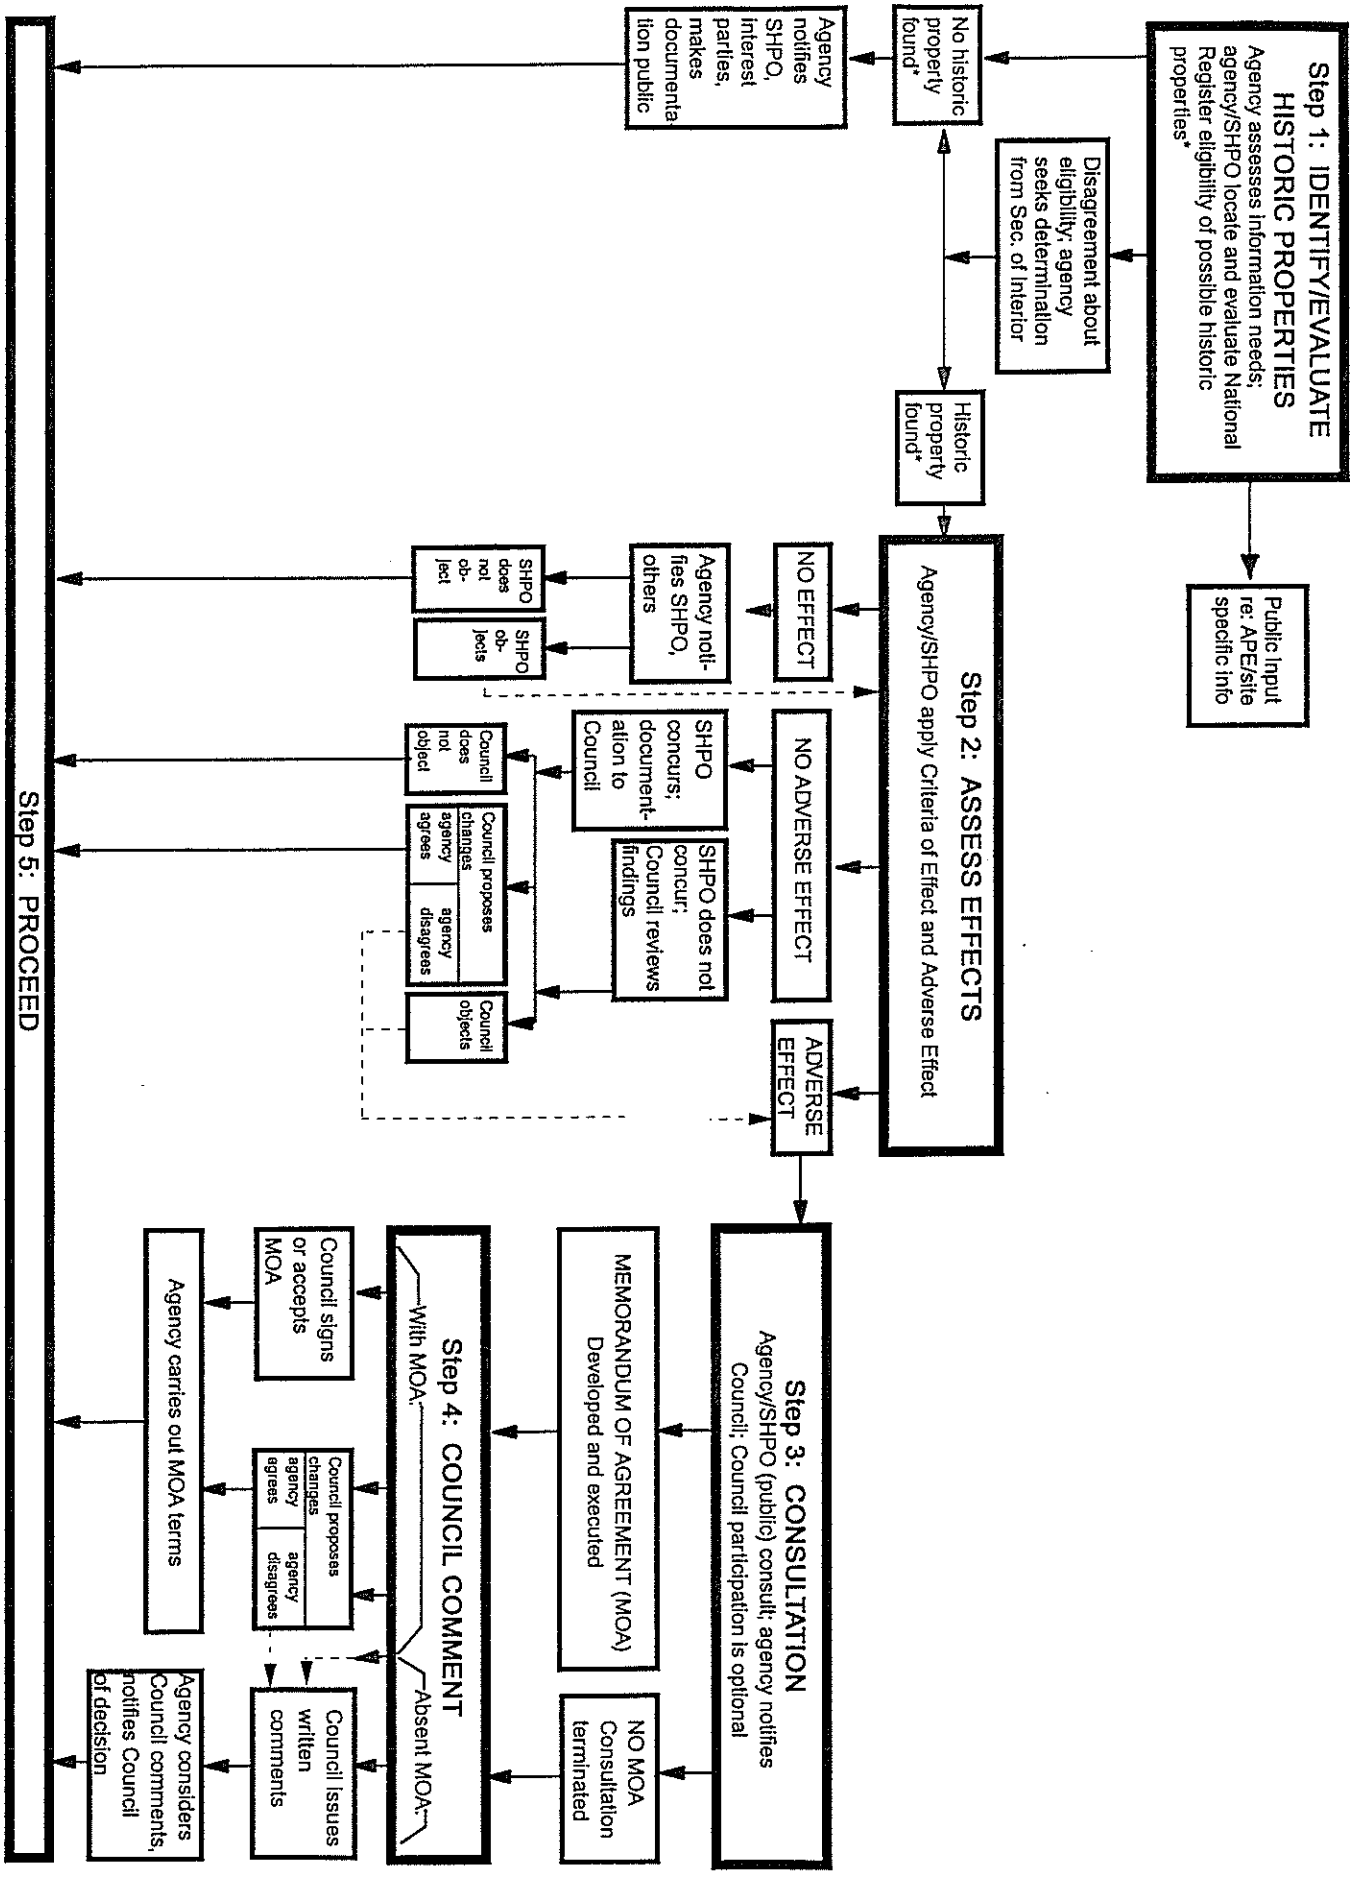 Step 1: IDENTIFY/EVALUATE
HISTORIC PROPERTIES
Agency assesses information needs;
agency/SHPO locate and evaluate National
Register eligibility of possible historic
properties*
Public Input
re: APE/site
specific info
Disagreement about
eligibility; agency
seeks determination
from Sec. of Interior
No historic
property
found*
Historic
property
found*
Agency
notifies
SHPO,
interest
parties,
makes
documenta
tion public
Step 2: ASSESS EFFECTS
Agency/SHPO apply Criteria of Effect and Adverse Effect
NO EFFECT
NO ADVERSE EFFECT
ADVERSE
EFFECT
Agency noti-
fies SHPO,
others
SHPO
concurs;
document-
ation to
Council
SHPO does not
concur;
Council reviews
findings
SHPO
does
not
ob-
ject
SHPO
ob-
jects
Council
does
not
object
Council proposes
changes
agency
agrees
agency
disagrees
Council
objects
Step 3: CONSULTATION
Agency/SHPO (public) consult; agency notifies
Council; Council participation is optional
MEMORANDUM OF AGREEMENT (MOA)
Developed and executed
NO MOA
Consultation
terminated
Step 4: COUNCIL COMMENT
With MOA:
Absent MOA:
Council signs
or accepts
MOA
Council proposes
changes
agency
agrees
agency
disagrees
Council issues
written
comments
Agency carries out MOA terms
Agency considers
Council comments,
notifies Council
of decision
Step 5: PROCEED